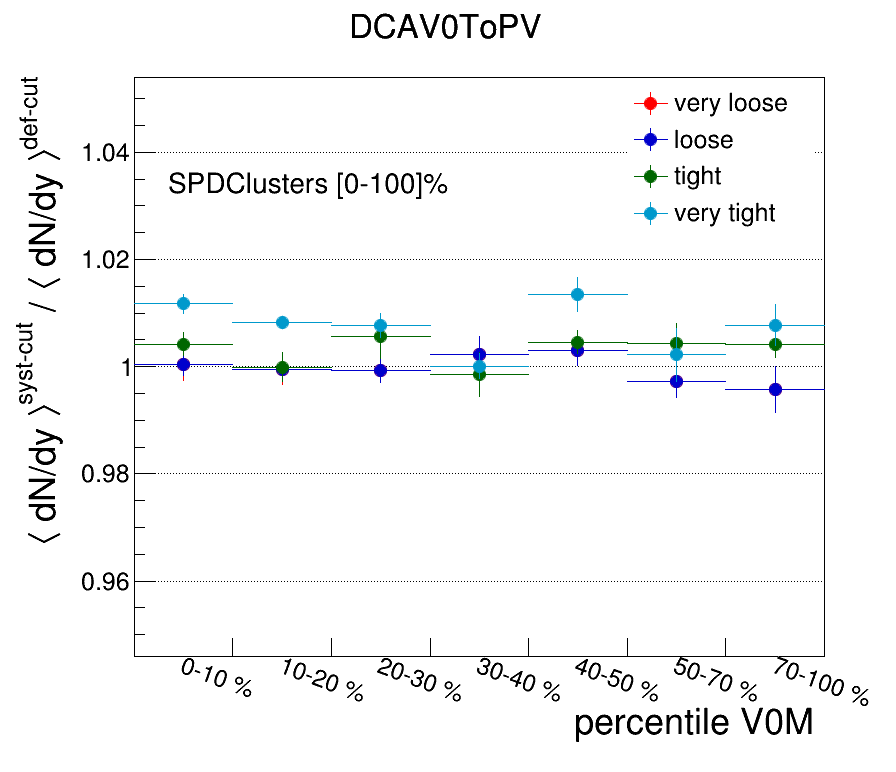 DCAV0ToPV
⟨ dN/dy ⟩^syst-cut / ⟨ dN/dy ⟩^def-cut
very loose
loose
tight
very tight
SPDClusters [0-100]%
1.04
1.02
1
0.98
0.96
0-10 %
10-20 %
20-30 %
30-40 %
40-50 %
50-70 %
70-100 %
percentile V0M